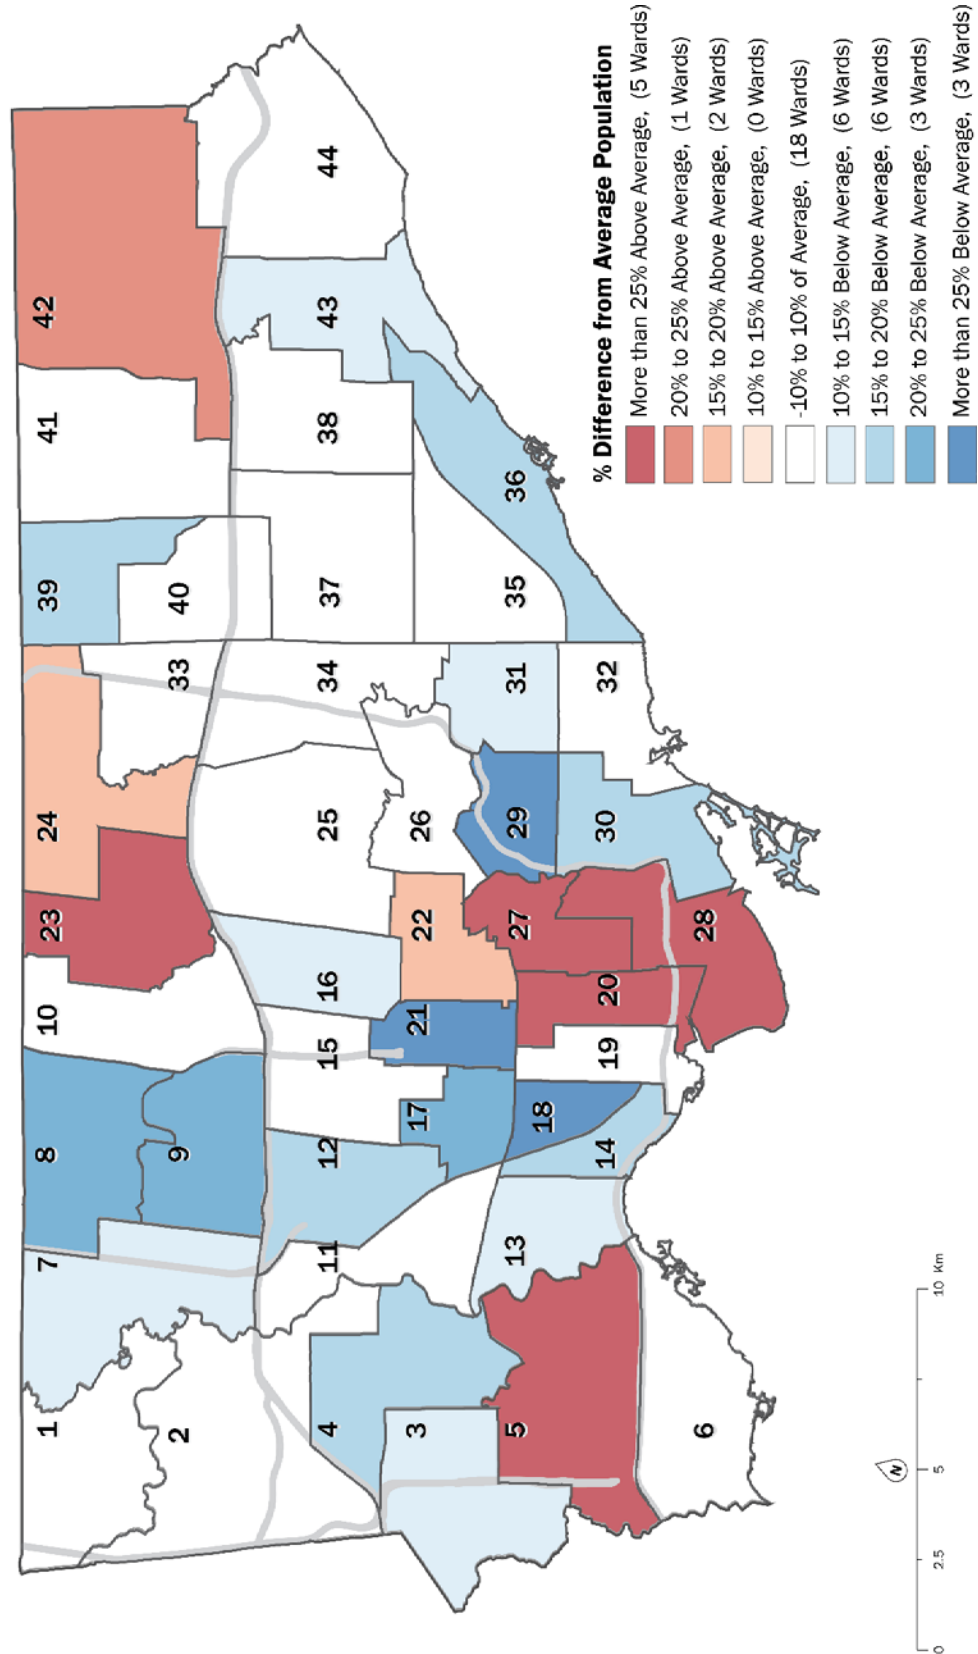 1 7 8 10 23 24 39 41 42
2 9 33 40
4 11 12 15 16 25 34 37 38 43 44
3 17 21 22 26
5 13 18 27 29 31 35 36
14 19 20 30 32
6 28
% Difference from Average Population
More than 25% Above Average, (5 Wards)
20% to 25% Above Average, (1 Wards)
15% to 20% Above Average, (2 Wards)
10% to 15% Above Average, (0 Wards)
-10% to 10% of Average, (18 Wards)
10% to 15% Below Average, (6 Wards)
15% to 20% Below Average, (6 Wards)
20% to 25% Below Average, (3 Wards)
More than 25% Below Average, (3 Wards)
N
0 2.5 5 10 Km